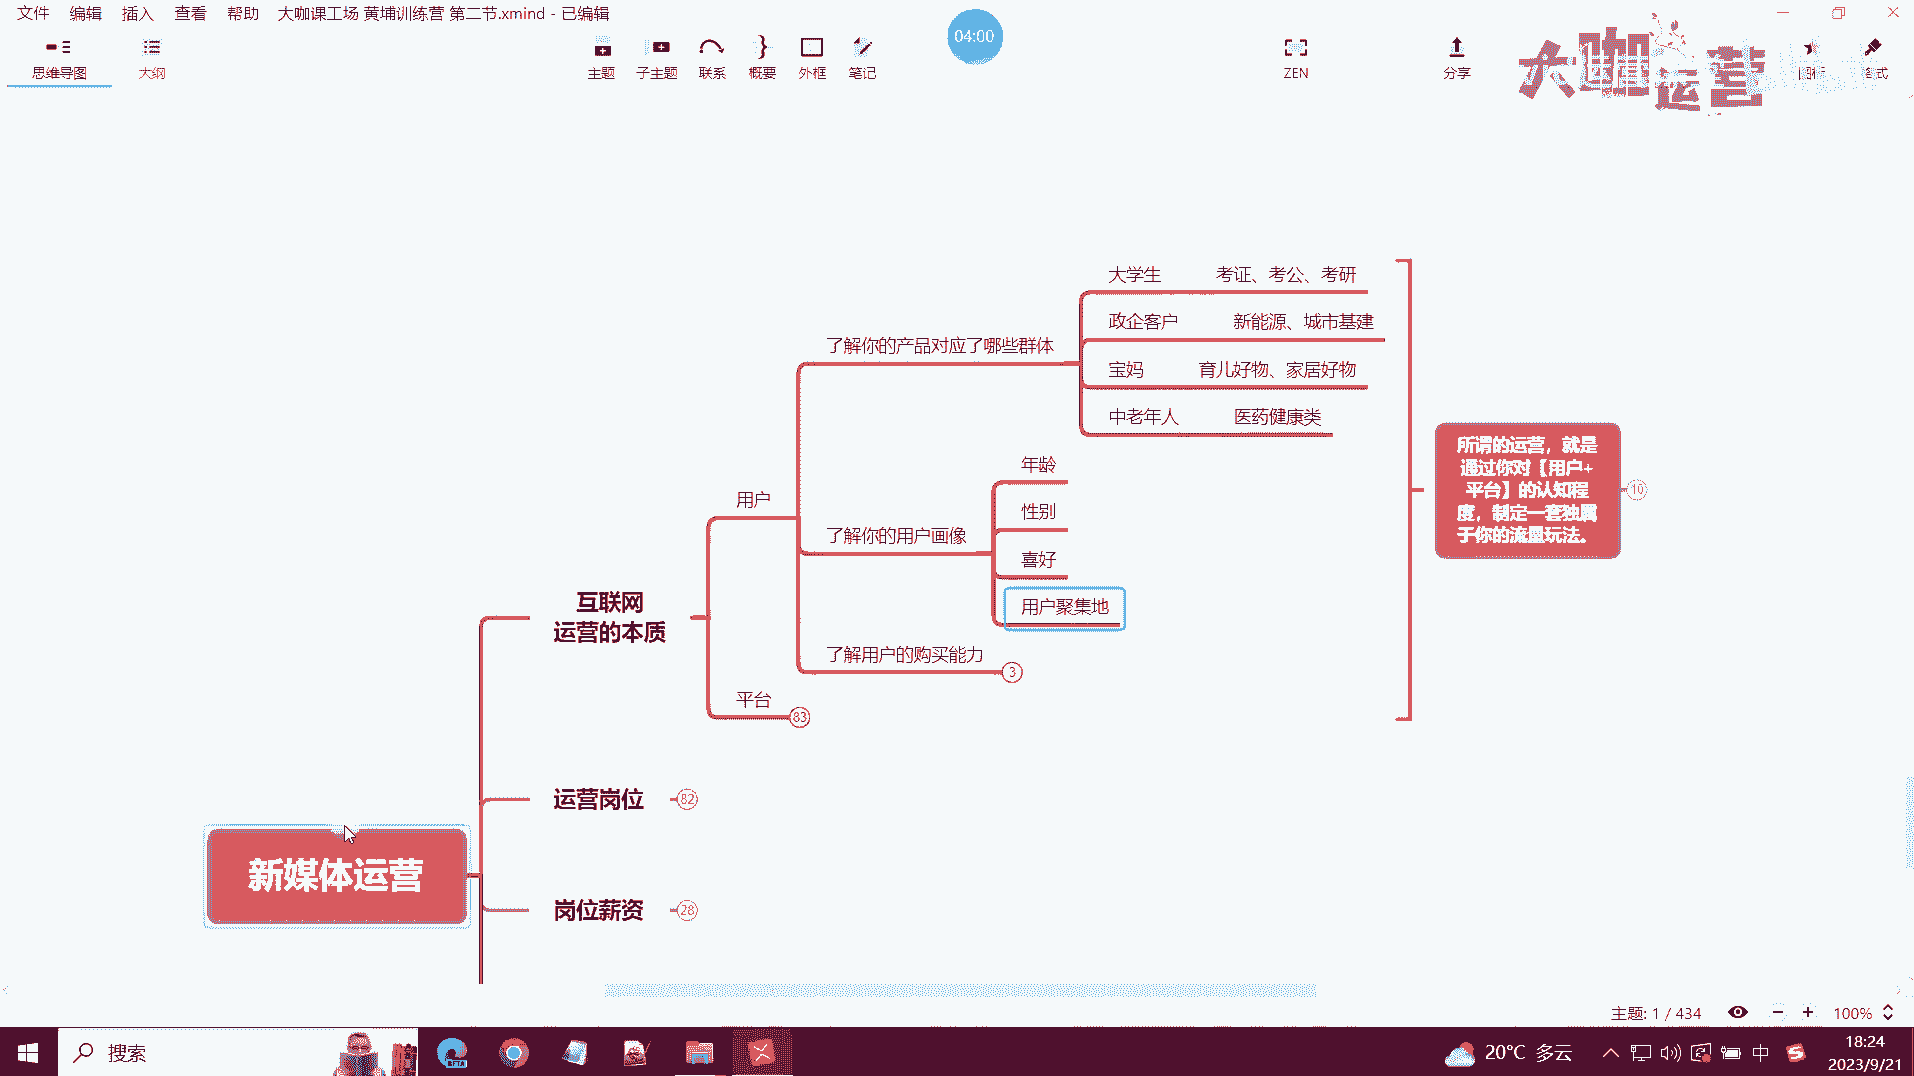 文件 编辑 插入 查看 帮助 大咖课工场 黄埔训练营 第二节.xmind - 已编辑
思维导图 大纲 主题 子主题 联系 概要 外框 笔记 04:00 ZEN 分享
大咖运营
大学生 考证、考公、考研
政企客户 新能源、城市基建
了解你的产品对应了哪些群体
宝妈 育儿好物、家居好物
中老年人 医药健康类
所谓的运营，就是
通过你对【用户+
平台】的认知程
度，制定一套独属
于你的流量玩法。
10
年龄
用户
性别
了解你的用户画像
喜好
用户聚集地
互联网
运营的本质
了解用户的购买能力 3
平台 83
运营岗位 82
新媒体运营
岗位薪资 28
主题: 1 / 434 100%
搜索
BETA
20°C 多云 中 18:24
2023/9/21